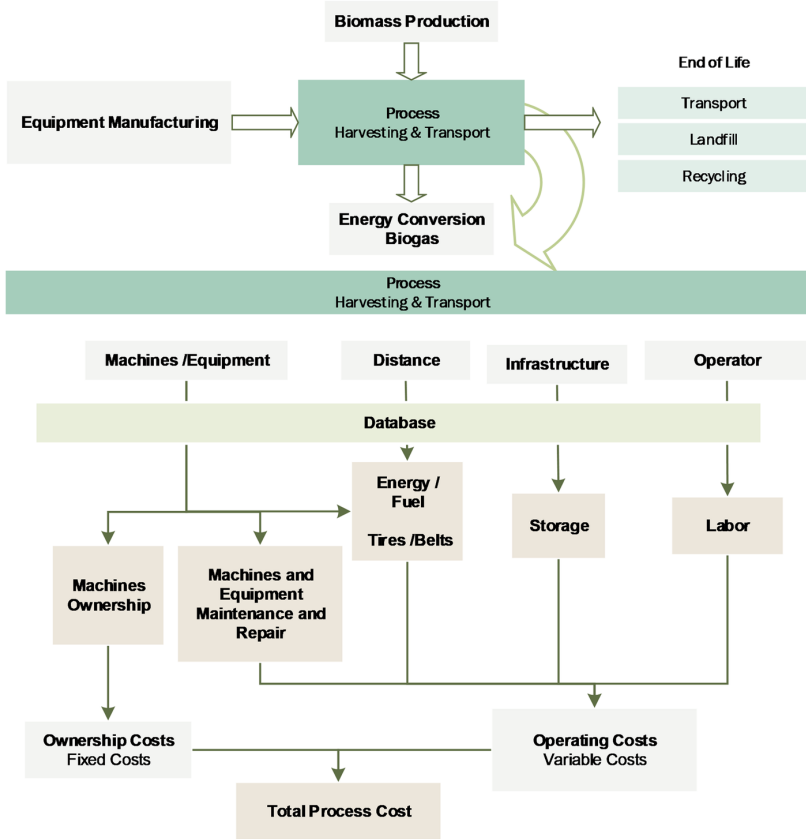 Biomass Production
End of Life
Equipment Manufacturing
Process
Harvesting & Transport
Transport
Landfill
Recycling
Energy Conversion
Biogas
Process
Harvesting & Transport
Machines /Equipment
Distance
Infrastructure
Operator
Database
Energy /
Fuel
Tires /Belts
Storage
Labor
Machines
Ownership
Machines and
Equipment
Maintenance and
Repair
Ownership Costs
Fixed Costs
Operating Costs
Variable Costs
Total Process Cost